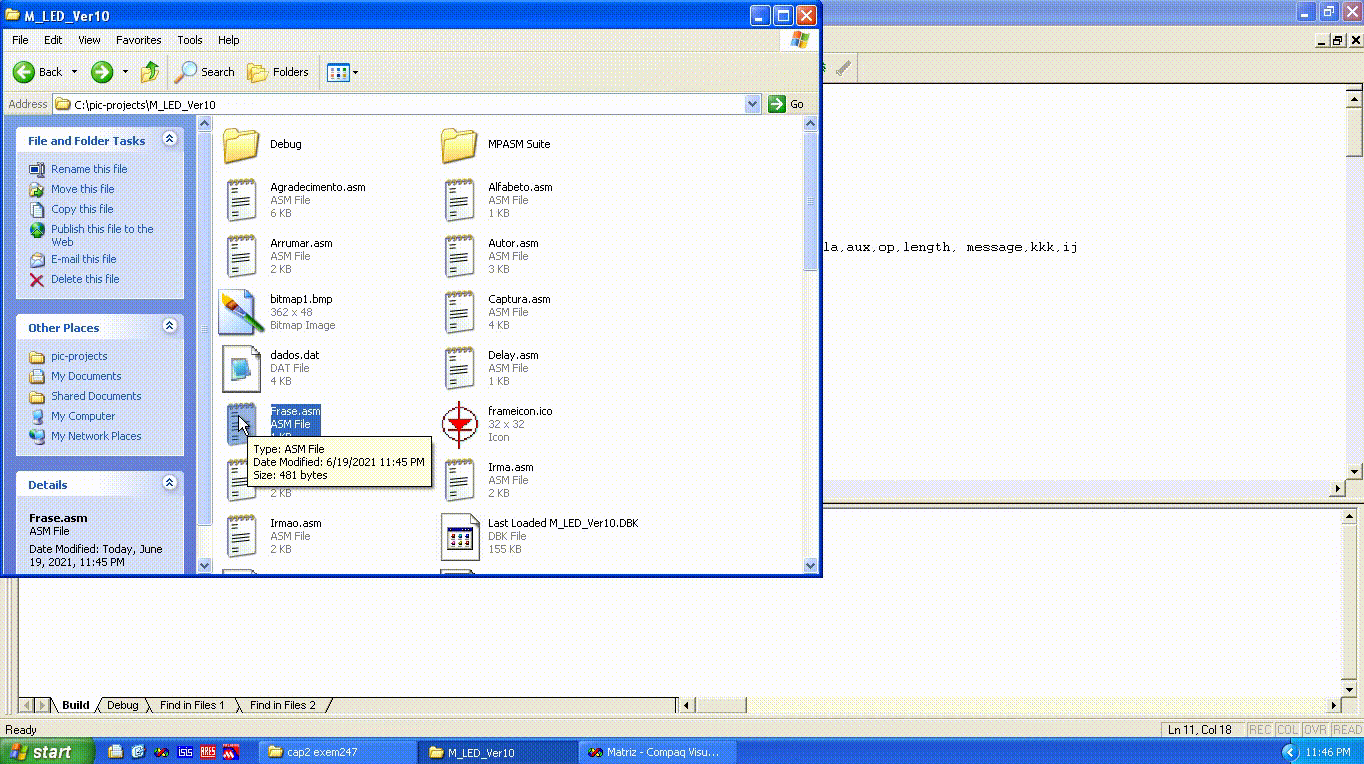 M_LED_Ver10
File Edit View Favorites Tools Help
Back Search Folders
Address C:\pic-projects\M_LED_Ver10 Go
File and Folder Tasks
Rename this file
Move this file
Copy this file
Publish this file to the
Web
E-mail this file
Delete this file
Other Places
pic-projects
My Documents
Shared Documents
My Computer
My Network Places
Details
Frase.asm
ASM File
Date Modified: Today, June
19, 2021, 11:45 PM
Debug
MPASM Suite
Agradecimento.asm
ASM File
6 KB
Alfabeto.asm
ASM File
1 KB
Arrumar.asm
ASM File
2 KB
Autor.asm
ASM File
3 KB
bitmap1.bmp
362 x 48
Bitmap Image
Captura.asm
ASM File
4 KB
dados.dat
DAT File
4 KB
Delay.asm
ASM File
1 KB
Frase.asm
ASM File
1 KB
frameicon.ico
32 x 32
Icon
Type: ASM File
Date Modified: 6/19/2021 11:45 PM
Size: 481 bytes
2 KB
Irma.asm
ASM File
2 KB
Irmao.asm
ASM File
2 KB
Last Loaded M_LED_Ver10.DBK
DBK File
155 KB
la,aux,op,length, message,kkk,ij
Build Debug Find in Files 1 Find in Files 2
Ready Ln 11, Col 18 REC COL OVR READ
start ISIS ARES cap2 exem247 M_LED_Ver10 Matriz - Compaq Visu... 11:46 PM